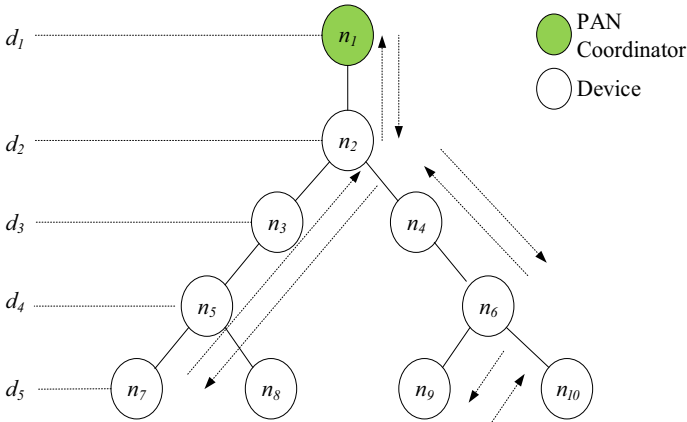 d1 n1 PAN
Coordinator
Device
d2 n2
d3 n3 n4
d4 n5 n6
d5 n7 n8 n9 n10